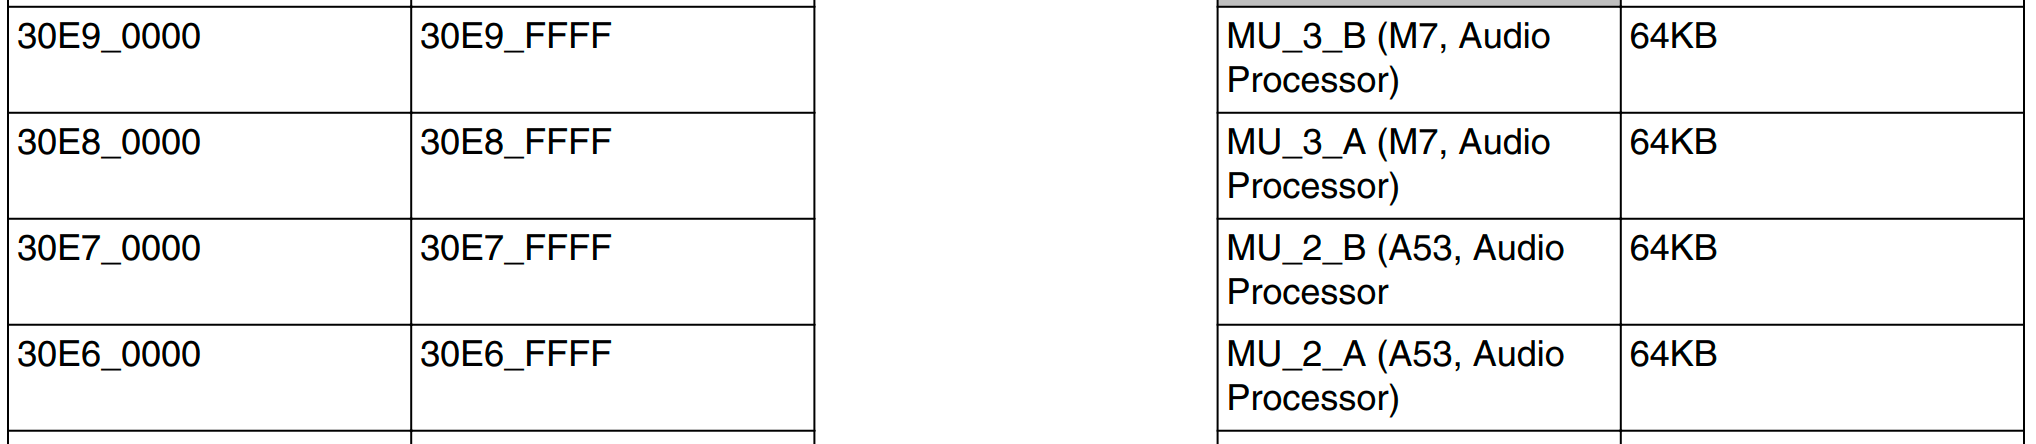 30E9_0000 30E9_FFFF MU_3_B (M7, Audio 64KB
Processor)
30E8_0000 30E8_FFFF MU_3_A (M7, Audio 64KB
Processor)
30E7_0000 30E7_FFFF MU_2_B (A53, Audio 64KB
Processor
30E6_0000 30E6_FFFF MU_2_A (A53, Audio 64KB
Processor)